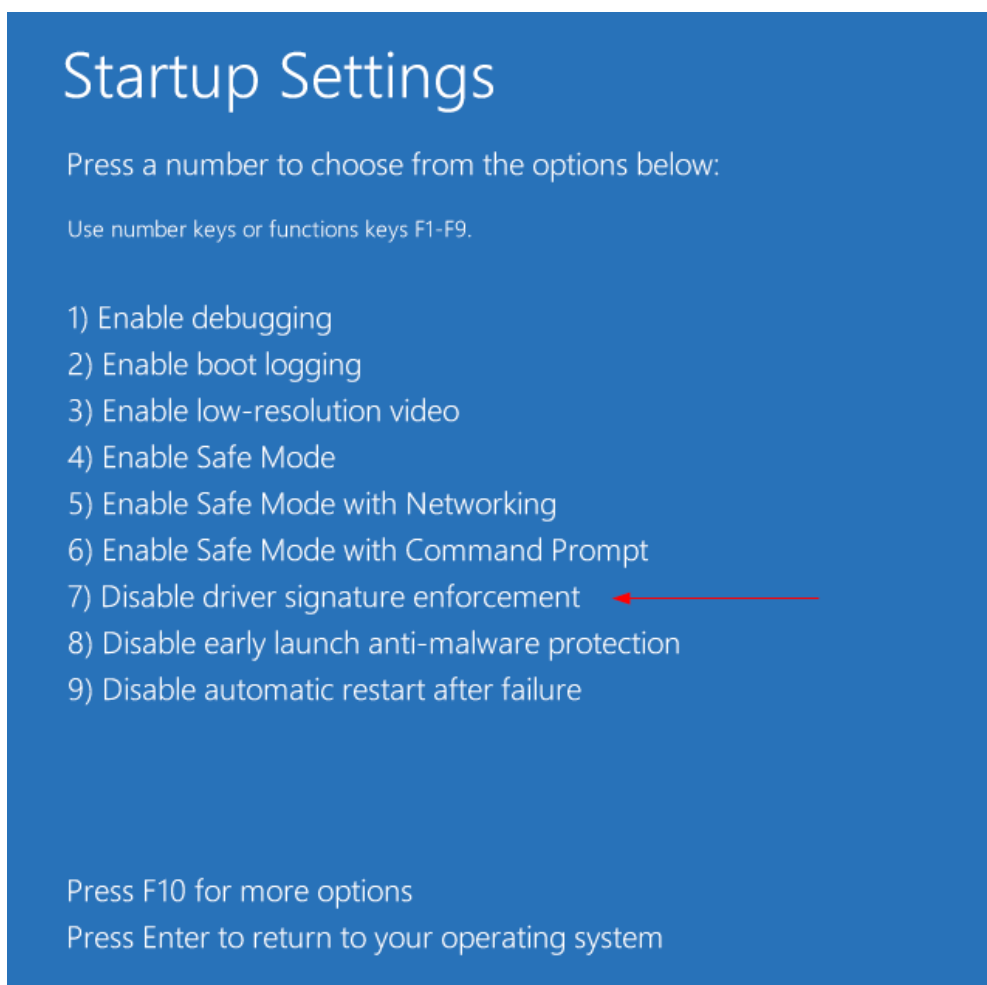 Startup Settings
Press a number to choose from the options below:
Use number keys or functions keys F1-F9.
1) Enable debugging
2) Enable boot logging
3) Enable low-resolution video
4) Enable Safe Mode
5) Enable Safe Mode with Networking
6) Enable Safe Mode with Command Prompt
7) Disable driver signature enforcement
8) Disable early launch anti-malware protection
9) Disable automatic restart after failure
Press F10 for more options
Press Enter to return to your operating system